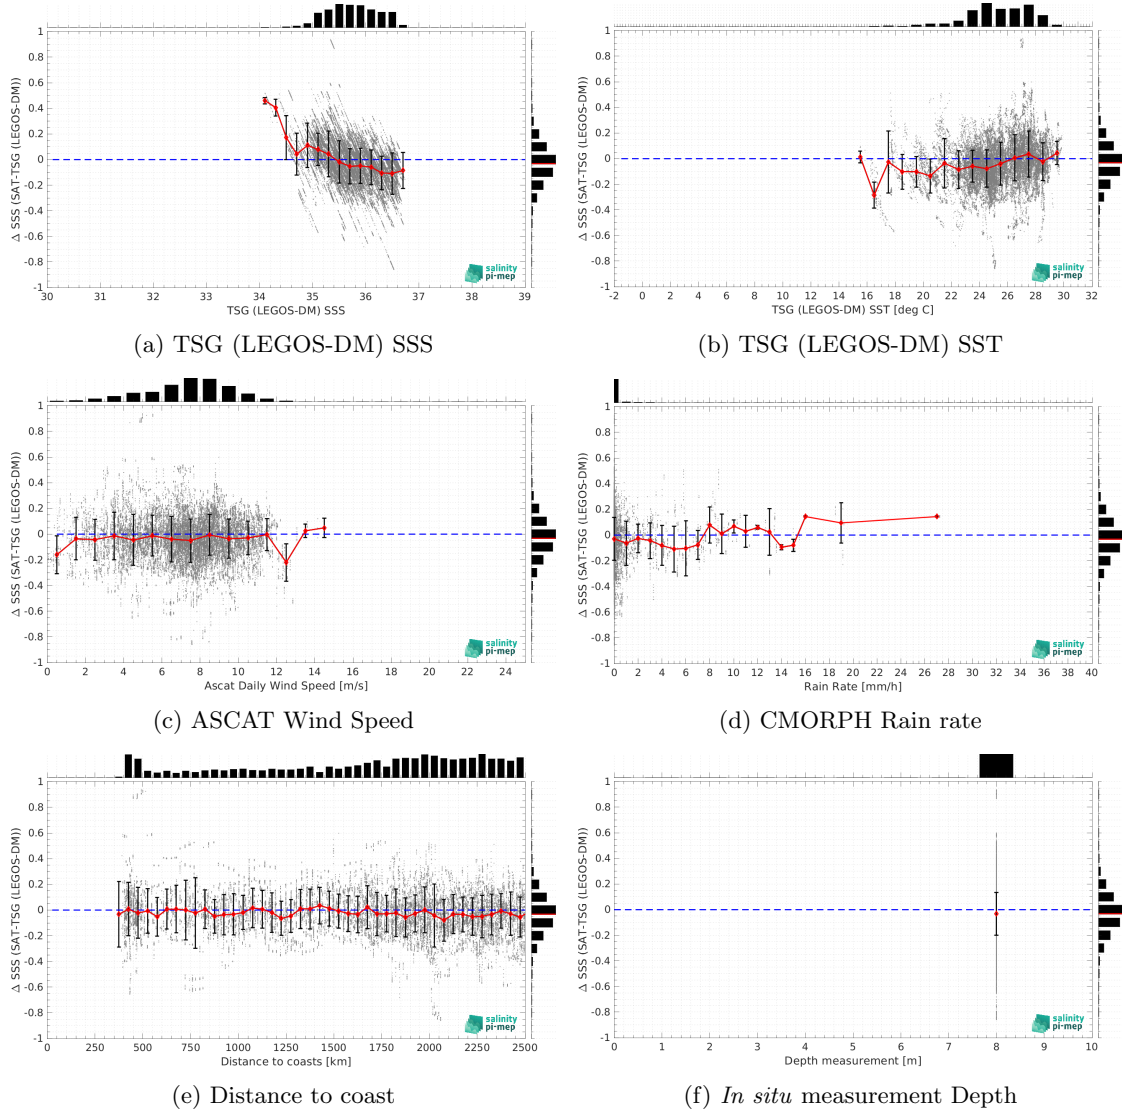 1
0.8
0.6
0.4
0.2
0
-0.2
-0.4
-0.6
-0.8
-1
Δ SSS (SAT-TSG (LEGOS-DM))
30 31 32 33 34 35 36 37 38 39
TSG (LEGOS-DM) SSS
salinity
pi-mep
(a) TSG (LEGOS-DM) SSS
1
0.8
0.6
0.4
0.2
0
-0.2
-0.4
-0.6
-0.8
-1
Δ SSS (SAT-TSG (LEGOS-DM))
-2 0 2 4 6 8 10 12 14 16 18 20 22 24 26 28 30 32
TSG (LEGOS-DM) SST [deg C]
salinity
pi-mep
(b) TSG (LEGOS-DM) SST
1
0.8
0.6
0.4
0.2
0
-0.2
-0.4
-0.6
-0.8
-1
Δ SSS (SAT-TSG (LEGOS-DM))
0 2 4 6 8 10 12 14 16 18 20 22 24
Ascat Daily Wind Speed [m/s]
salinity
pi-mep
(c) ASCAT Wind Speed
1
0.8
0.6
0.4
0.2
0
-0.2
-0.4
-0.6
-0.8
-1
Δ SSS (SAT-TSG (LEGOS-DM))
0 2 4 6 8 10 12 14 16 18 20 22 24 26 28 30 32 34 36 38 40
Rain Rate [mm/h]
salinity
pi-mep
(d) CMORPH Rain rate
1
0.8
0.6
0.4
0.2
0
-0.2
-0.4
-0.6
-0.8
-1
Δ SSS (SAT-TSG (LEGOS-DM))
0 250 500 750 1000 1250 1500 1750 2000 2250 2500
Distance to coasts [km]
salinity
pi-mep
(e) Distance to coast
1
0.8
0.6
0.4
0.2
0
-0.2
-0.4
-0.6
-0.8
-1
Δ SSS (SAT-TSG (LEGOS-DM))
0 1 2 3 4 5 6 7 8 9 10
Depth measurement [m]
salinity
pi-mep
(f) In situ measurement Depth